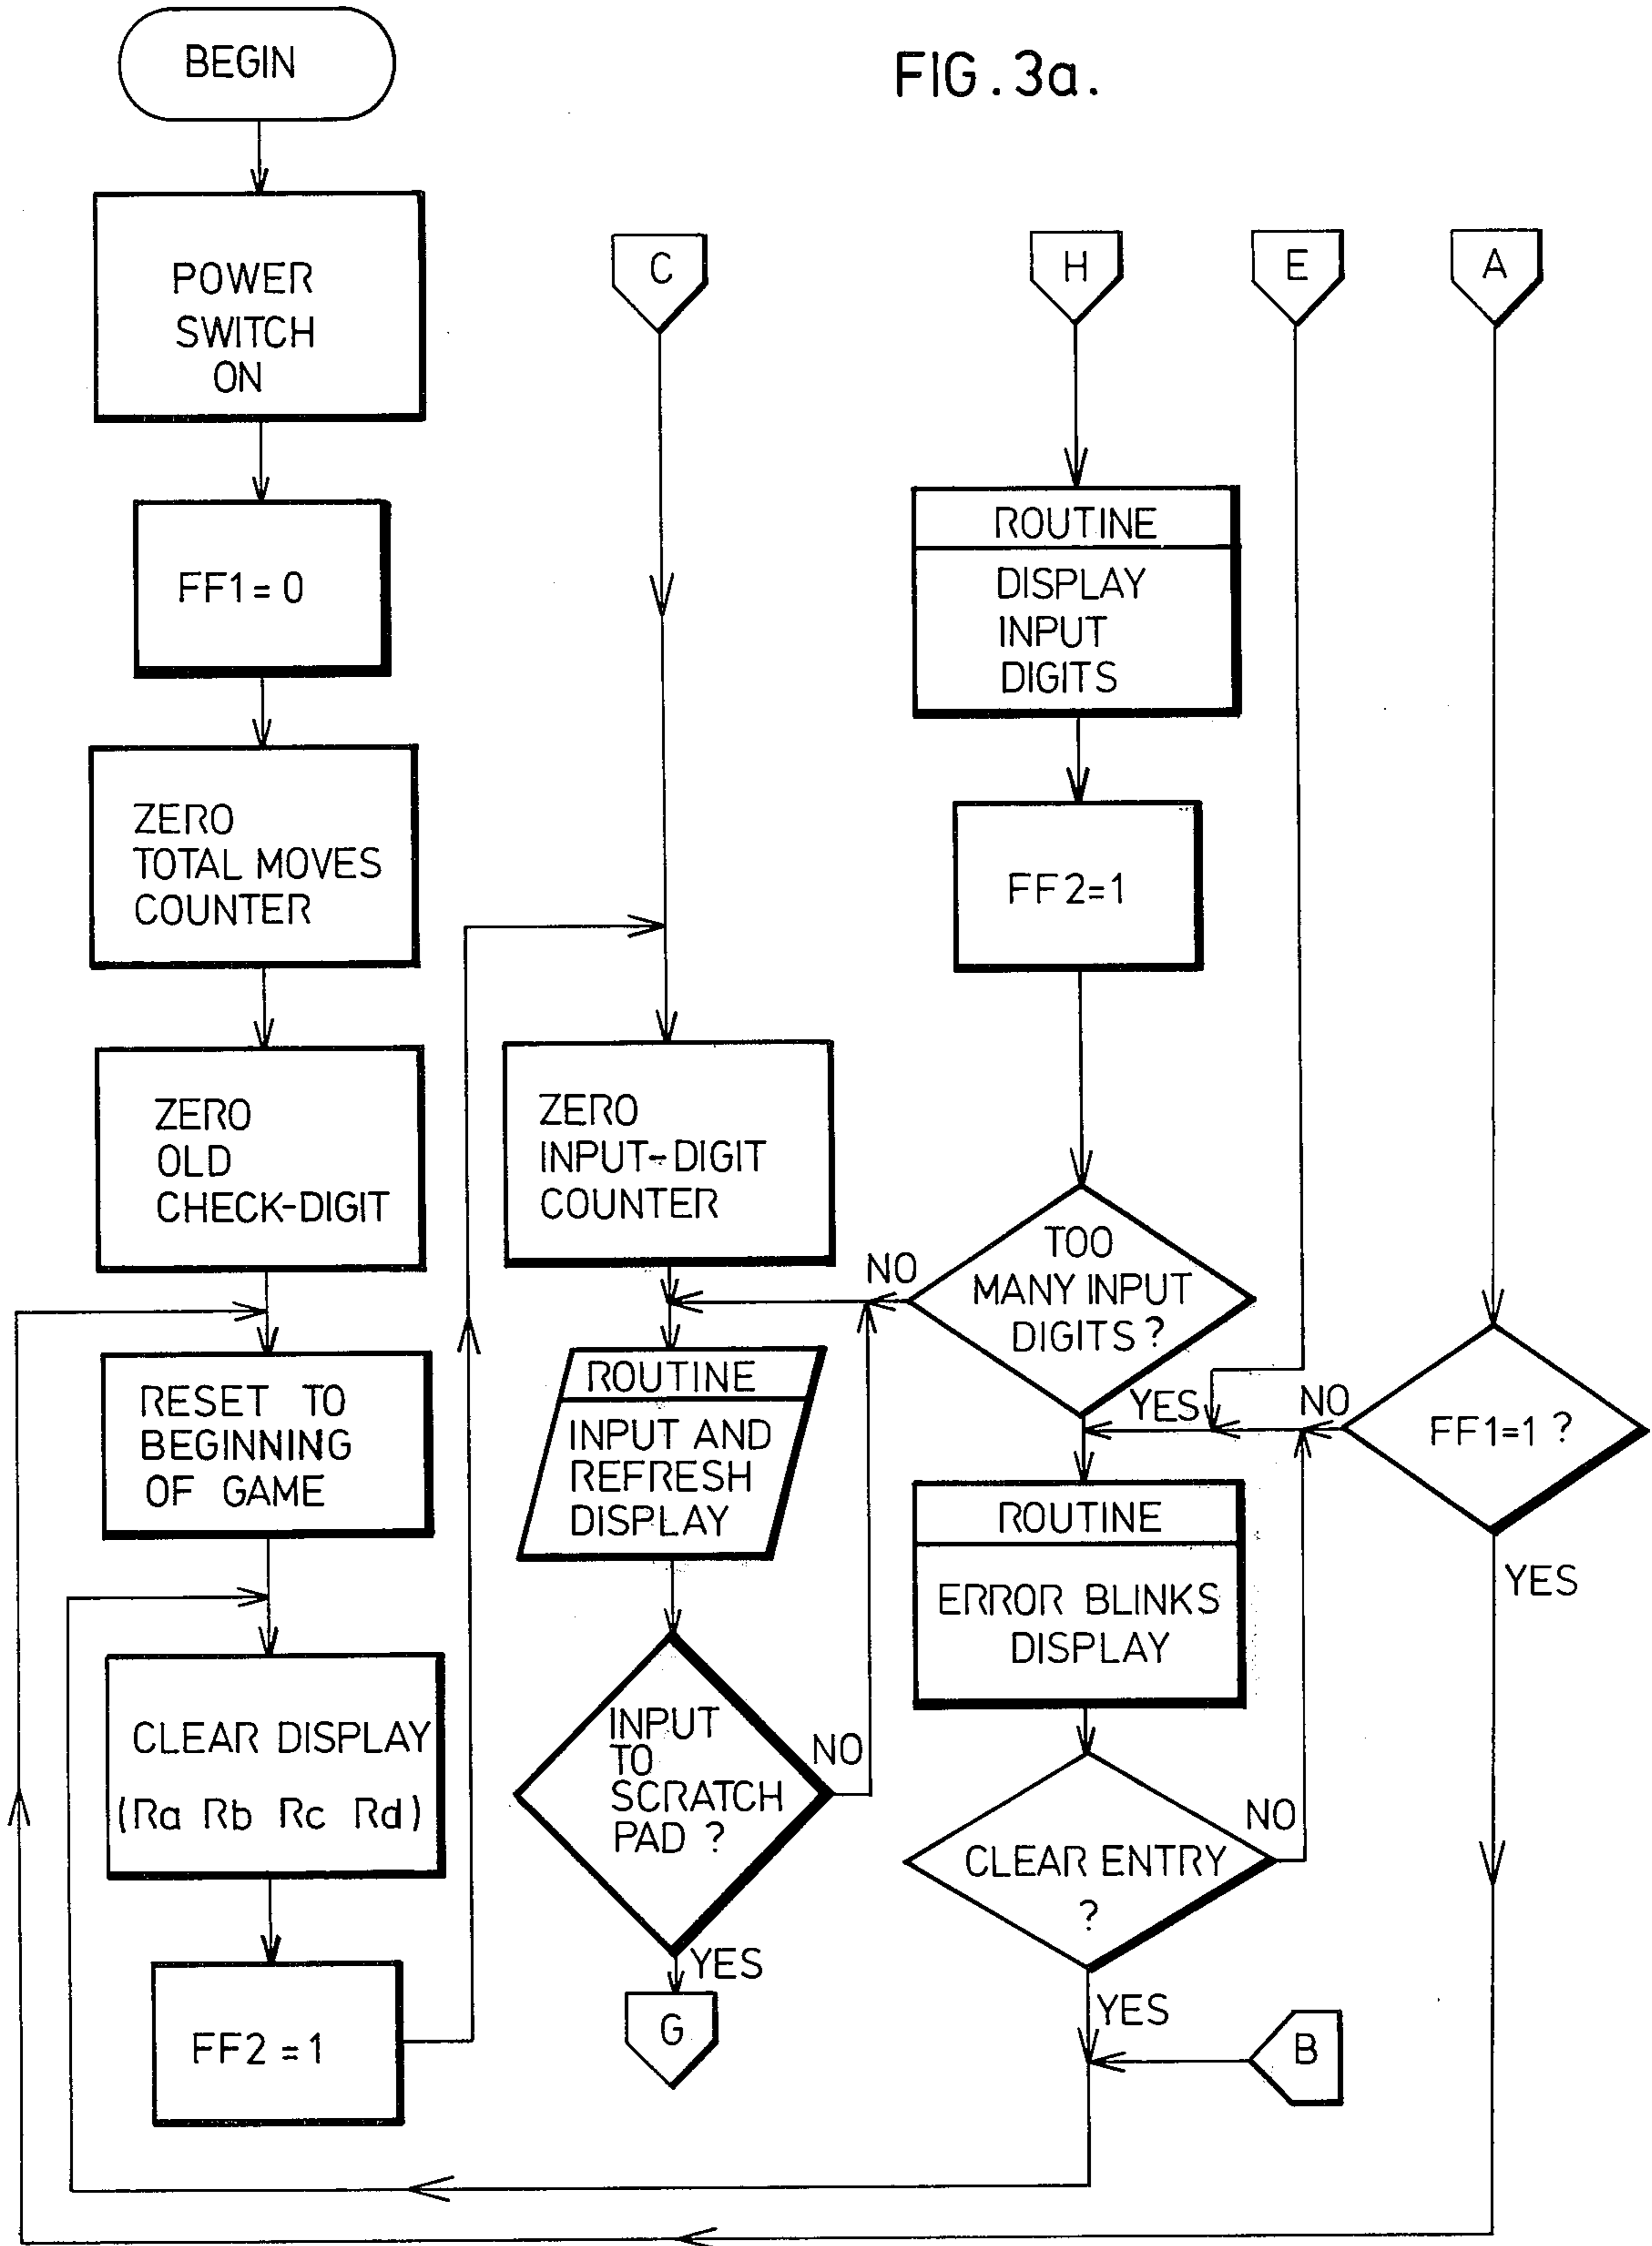 FIG. 3a.
BEGIN
POWER
SWITCH
ON
FF1 = 0
ZERO
TOTAL MOVES
COUNTER
ZERO
OLD
CHECK-DIGIT
RESET TO
BEGINNING
OF GAME
CLEAR DISPLAY
(Ra Rb Rc Rd)
FF2 = 1
C
ZERO
INPUT-DIGIT
COUNTER
ROUTINE
INPUT AND
REFRESH
DISPLAY
INPUT
TO
SCRATCH
PAD ?
NO
YES
G
H
ROUTINE
DISPLAY
INPUT
DIGITS
FF2=1
TOO
MANY INPUT
DIGITS ?
NO
YES
ROUTINE
ERROR BLINKS
DISPLAY
CLEAR ENTRY
?
NO
YES
B
E
A
FF1=1 ?
NO
YES